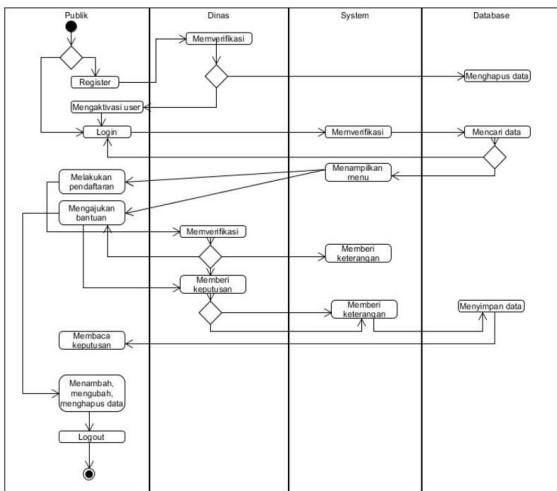 Publik
Dinas
System
Database
Memverifikasi
Register
Menghapus data
Mengaktivasi user
Login
Memverifikasi
Mencari data
Melakukan
pendaftaran
Menampilkan
menu
Mengajukan
bantuan
Memverifikasi
Memberi
keterangan
Memberi
keputusan
Memberi
keterangan
Menyimpan data
Membaca
keputusan
Menambah,
mengubah,
menghapus data
Logout